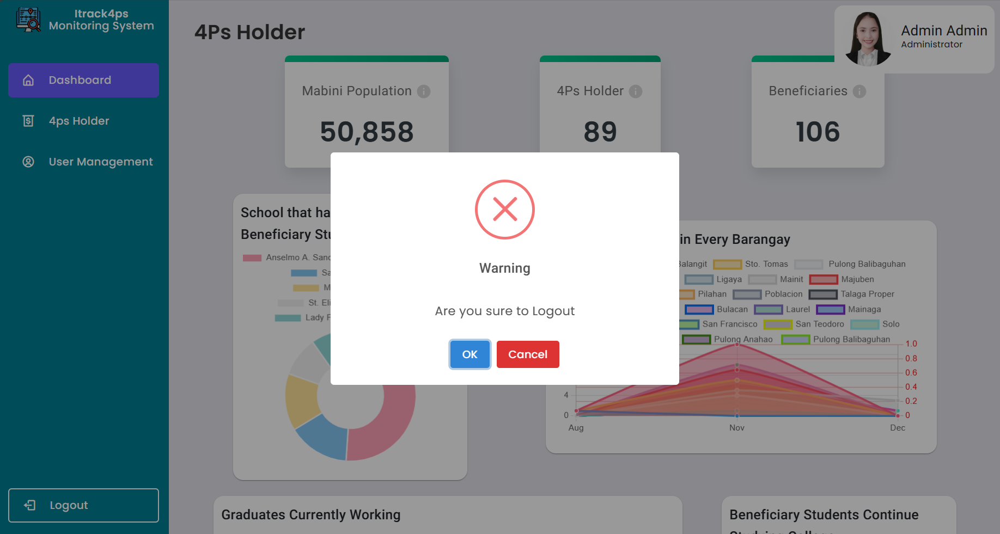 Itrack4ps
Monitoring System
Dashboard
4ps Holder
User Management
Logout
4Ps Holder
Admin Admin
Administrator
Mabini Population
50,858
4Ps Holder
89
Beneficiaries
106
School that ha
Beneficiary Stu
Anselmo A. Sand
Sa
M
St. Eli
Lady F
Warning
Are you sure to Logout
OK
Cancel
in Every Barangay
Balangit
Sto. Tomas
Pulong Balibaguhan
Ligaya
Mainit
Majuben
Pilahan
Poblacion
Talaga Proper
Bulacan
Laurel
Mainaga
San Francisco
San Teodoro
Solo
Pulong Anahao
Pulong Balibaguhan
1.0
0.8
0.6
0.4
0.2
0
4
0
Aug
Nov
Dec
Graduates Currently Working
Beneficiary Students Continue
Studying College